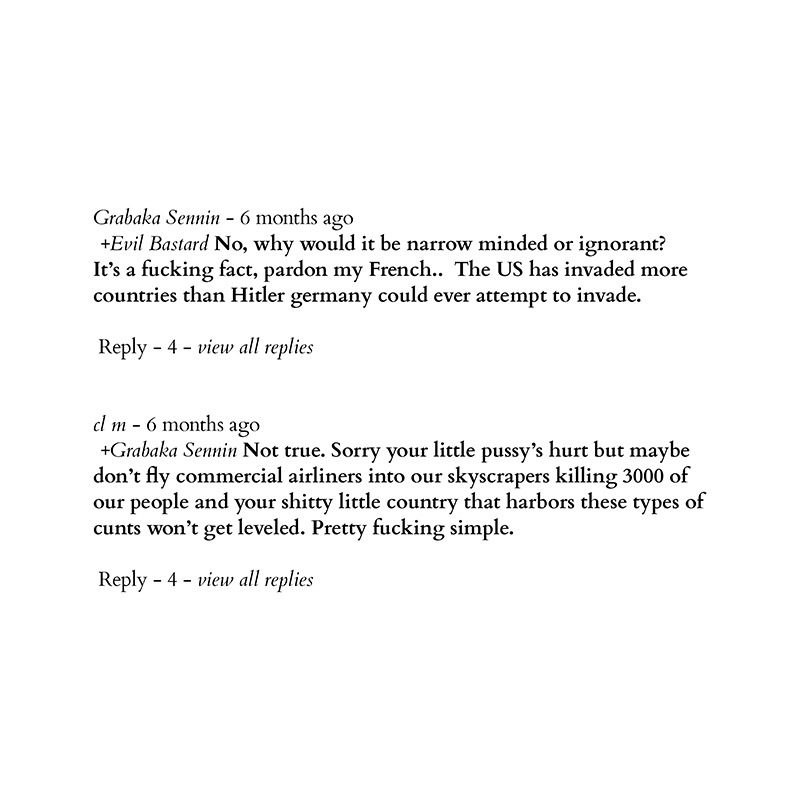 Grabaka Sennin - 6 months ago
+Evil Bastard No, why would it be narrow minded or ignorant?
It's a fucking fact, pardon my French.. The US has invaded more
countries than Hitler germany could ever attempt to invade.
Reply - 4 - view all replies
cl m - 6 months ago
+Grabaka Sennin Not true. Sorry your little pussy's hurt but maybe
don't fly commercial airliners into our skyscrapers killing 3000 of
our people and your shitty little country that harbors these types of
cunts won't get leveled. Pretty fucking simple.
Reply - 4 - view all replies